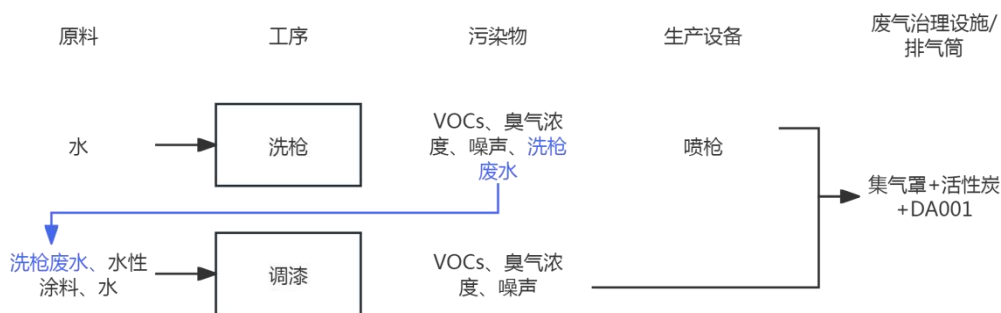 原料
工序
污染物
生产设备
废气治理设施/
排气筒
水
洗枪
VOCs、臭气浓
度、噪声、洗枪
废水
喷枪
集气罩+活性炭
+DA001
洗枪废水、水性
涂料、水
调漆
VOCs、臭气浓
度、噪声